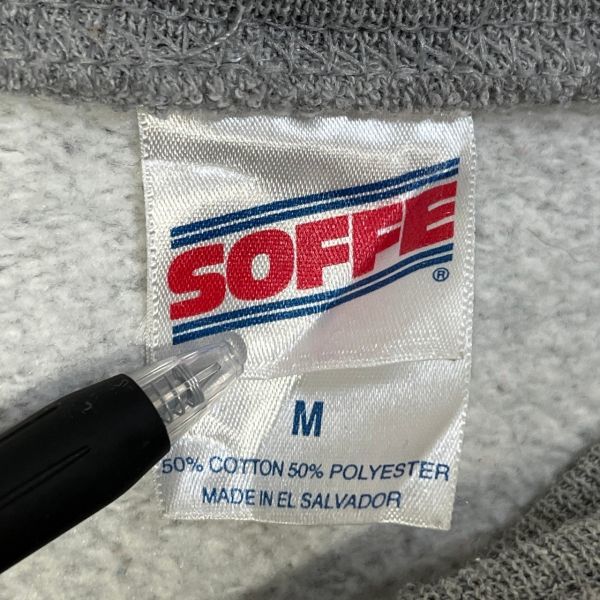 SOFFE
®
M
50% COTTON 50% POLYESTER
MADE IN EL SALVADOR